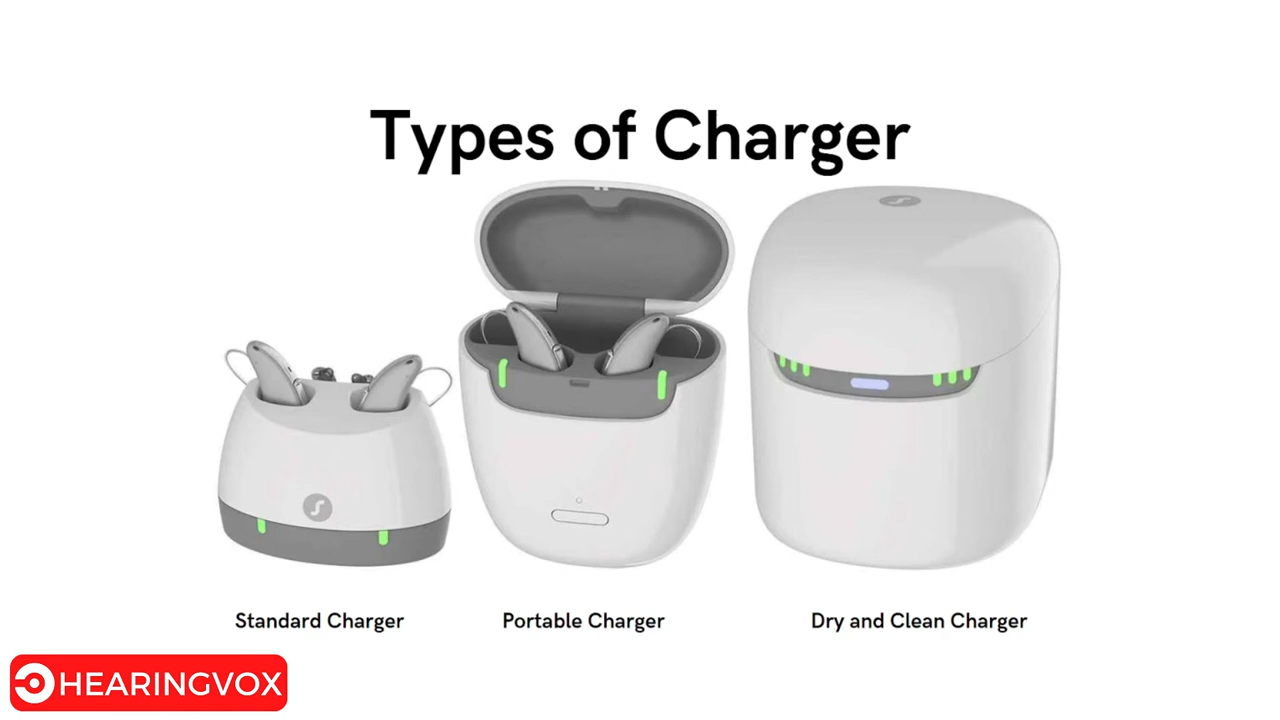 Types of Charger
Standard Charger
Portable Charger
Dry and Clean Charger
HEARINGVOX